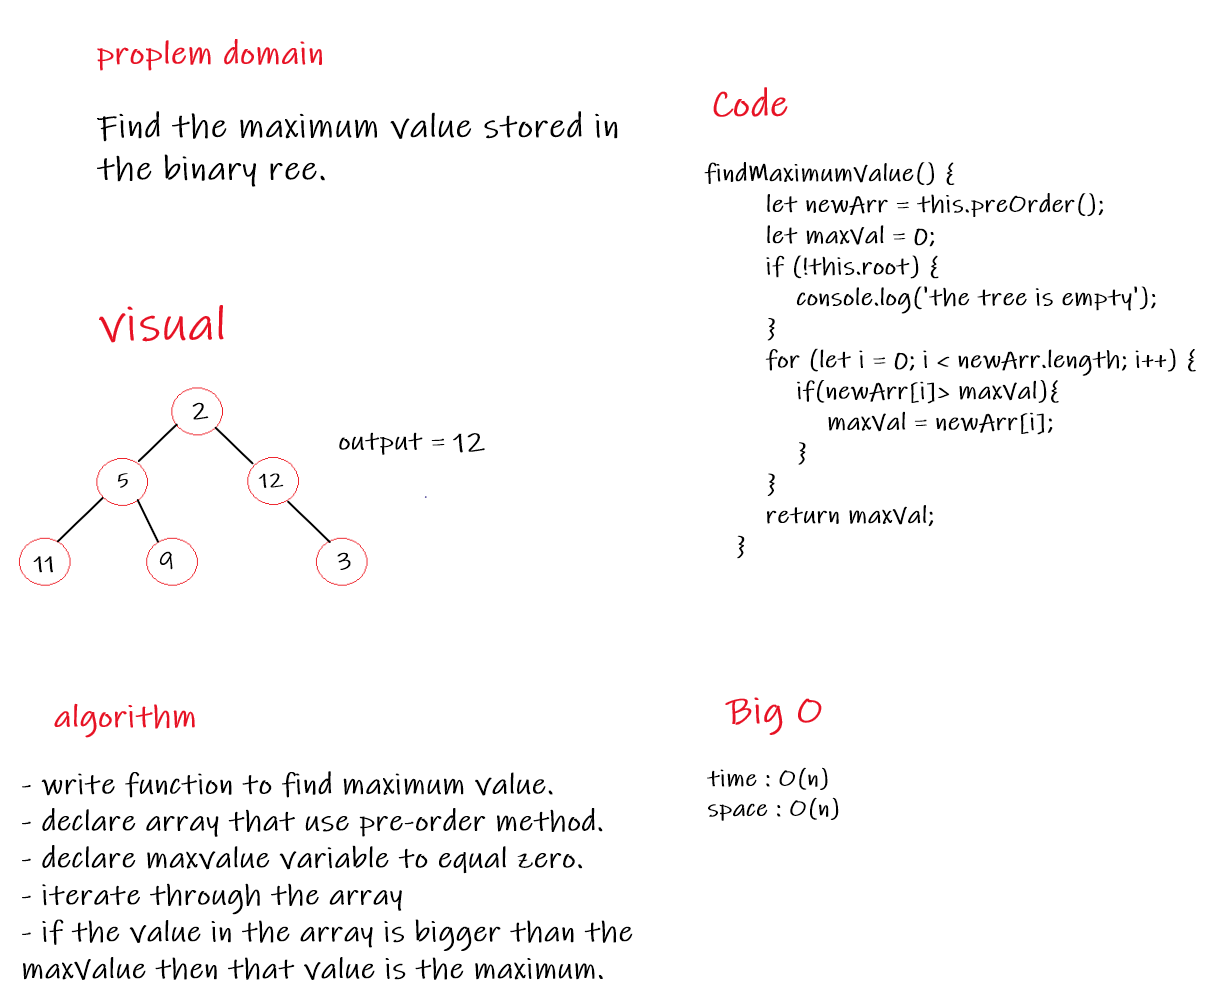 proplem domain
Find the maximum value stored in
the binary ree.
visual
2
5
12
11
9
3
output = 12
algorithm
- write function to find maximum value.
- declare array that use pre-order method.
- declare maxvalue variable to equal zero.
- iterate through the array
- if the value in the array is bigger than the
maxValue then that value is the maximum.
Code
findMaximumValue() {
let newArr = this.preOrder();
let maxVal = 0;
if (!this.root) {
console.log('the tree is empty');
}
for (let i = 0; i < newArr.length; i++) {
if(newArr[i]> maxVal){
maxVal = newArr[i];
}
}
return maxVal;
}
Big O
time : O(n)
space : O(n)